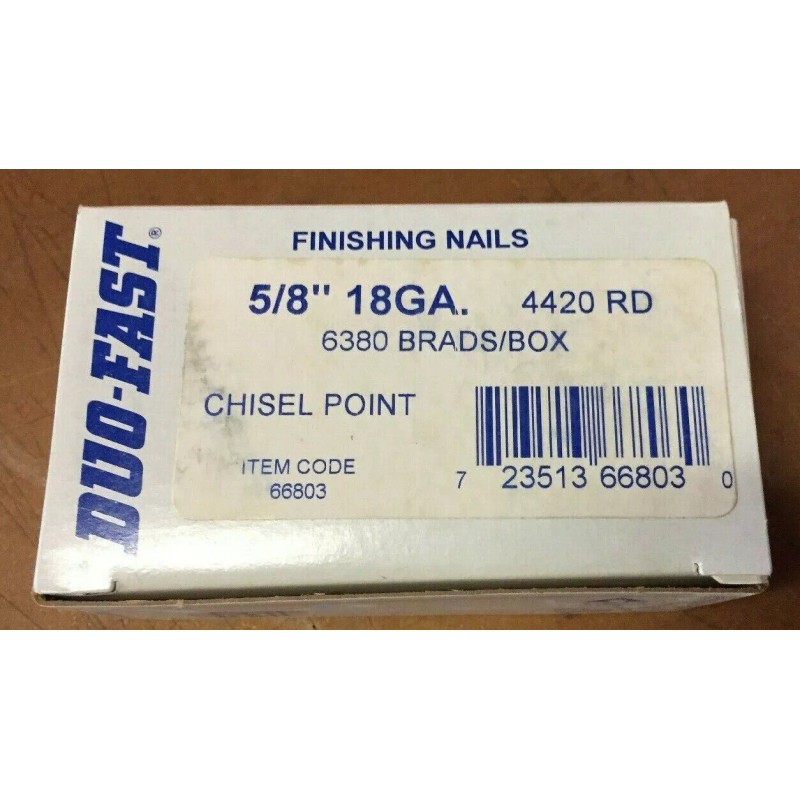 DUO-FAST®
FINISHING NAILS
5/8" 18GA. 4420 RD
6380 BRADS/BOX
CHISEL POINT
ITEM CODE
66803
7 23513 66803 0